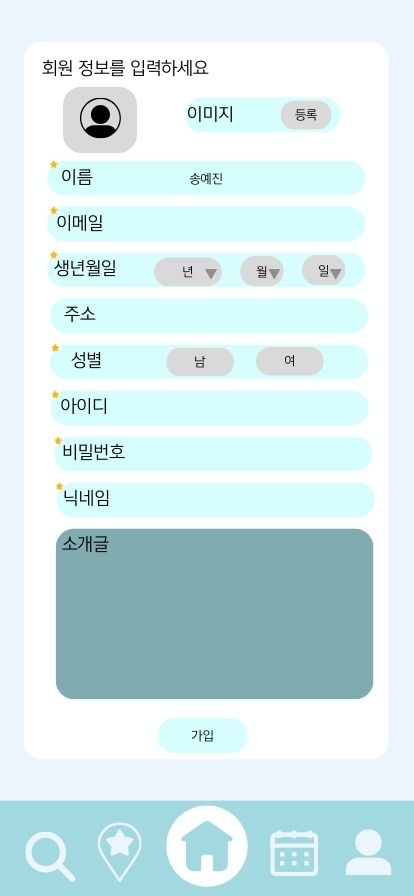 회원 정보를 입력하세요
이미지 등록
이름 송예진
이메일
생년월일 년 월 일
주소
성별 남 여
아이디
비밀번호
닉네임
소개글
가입